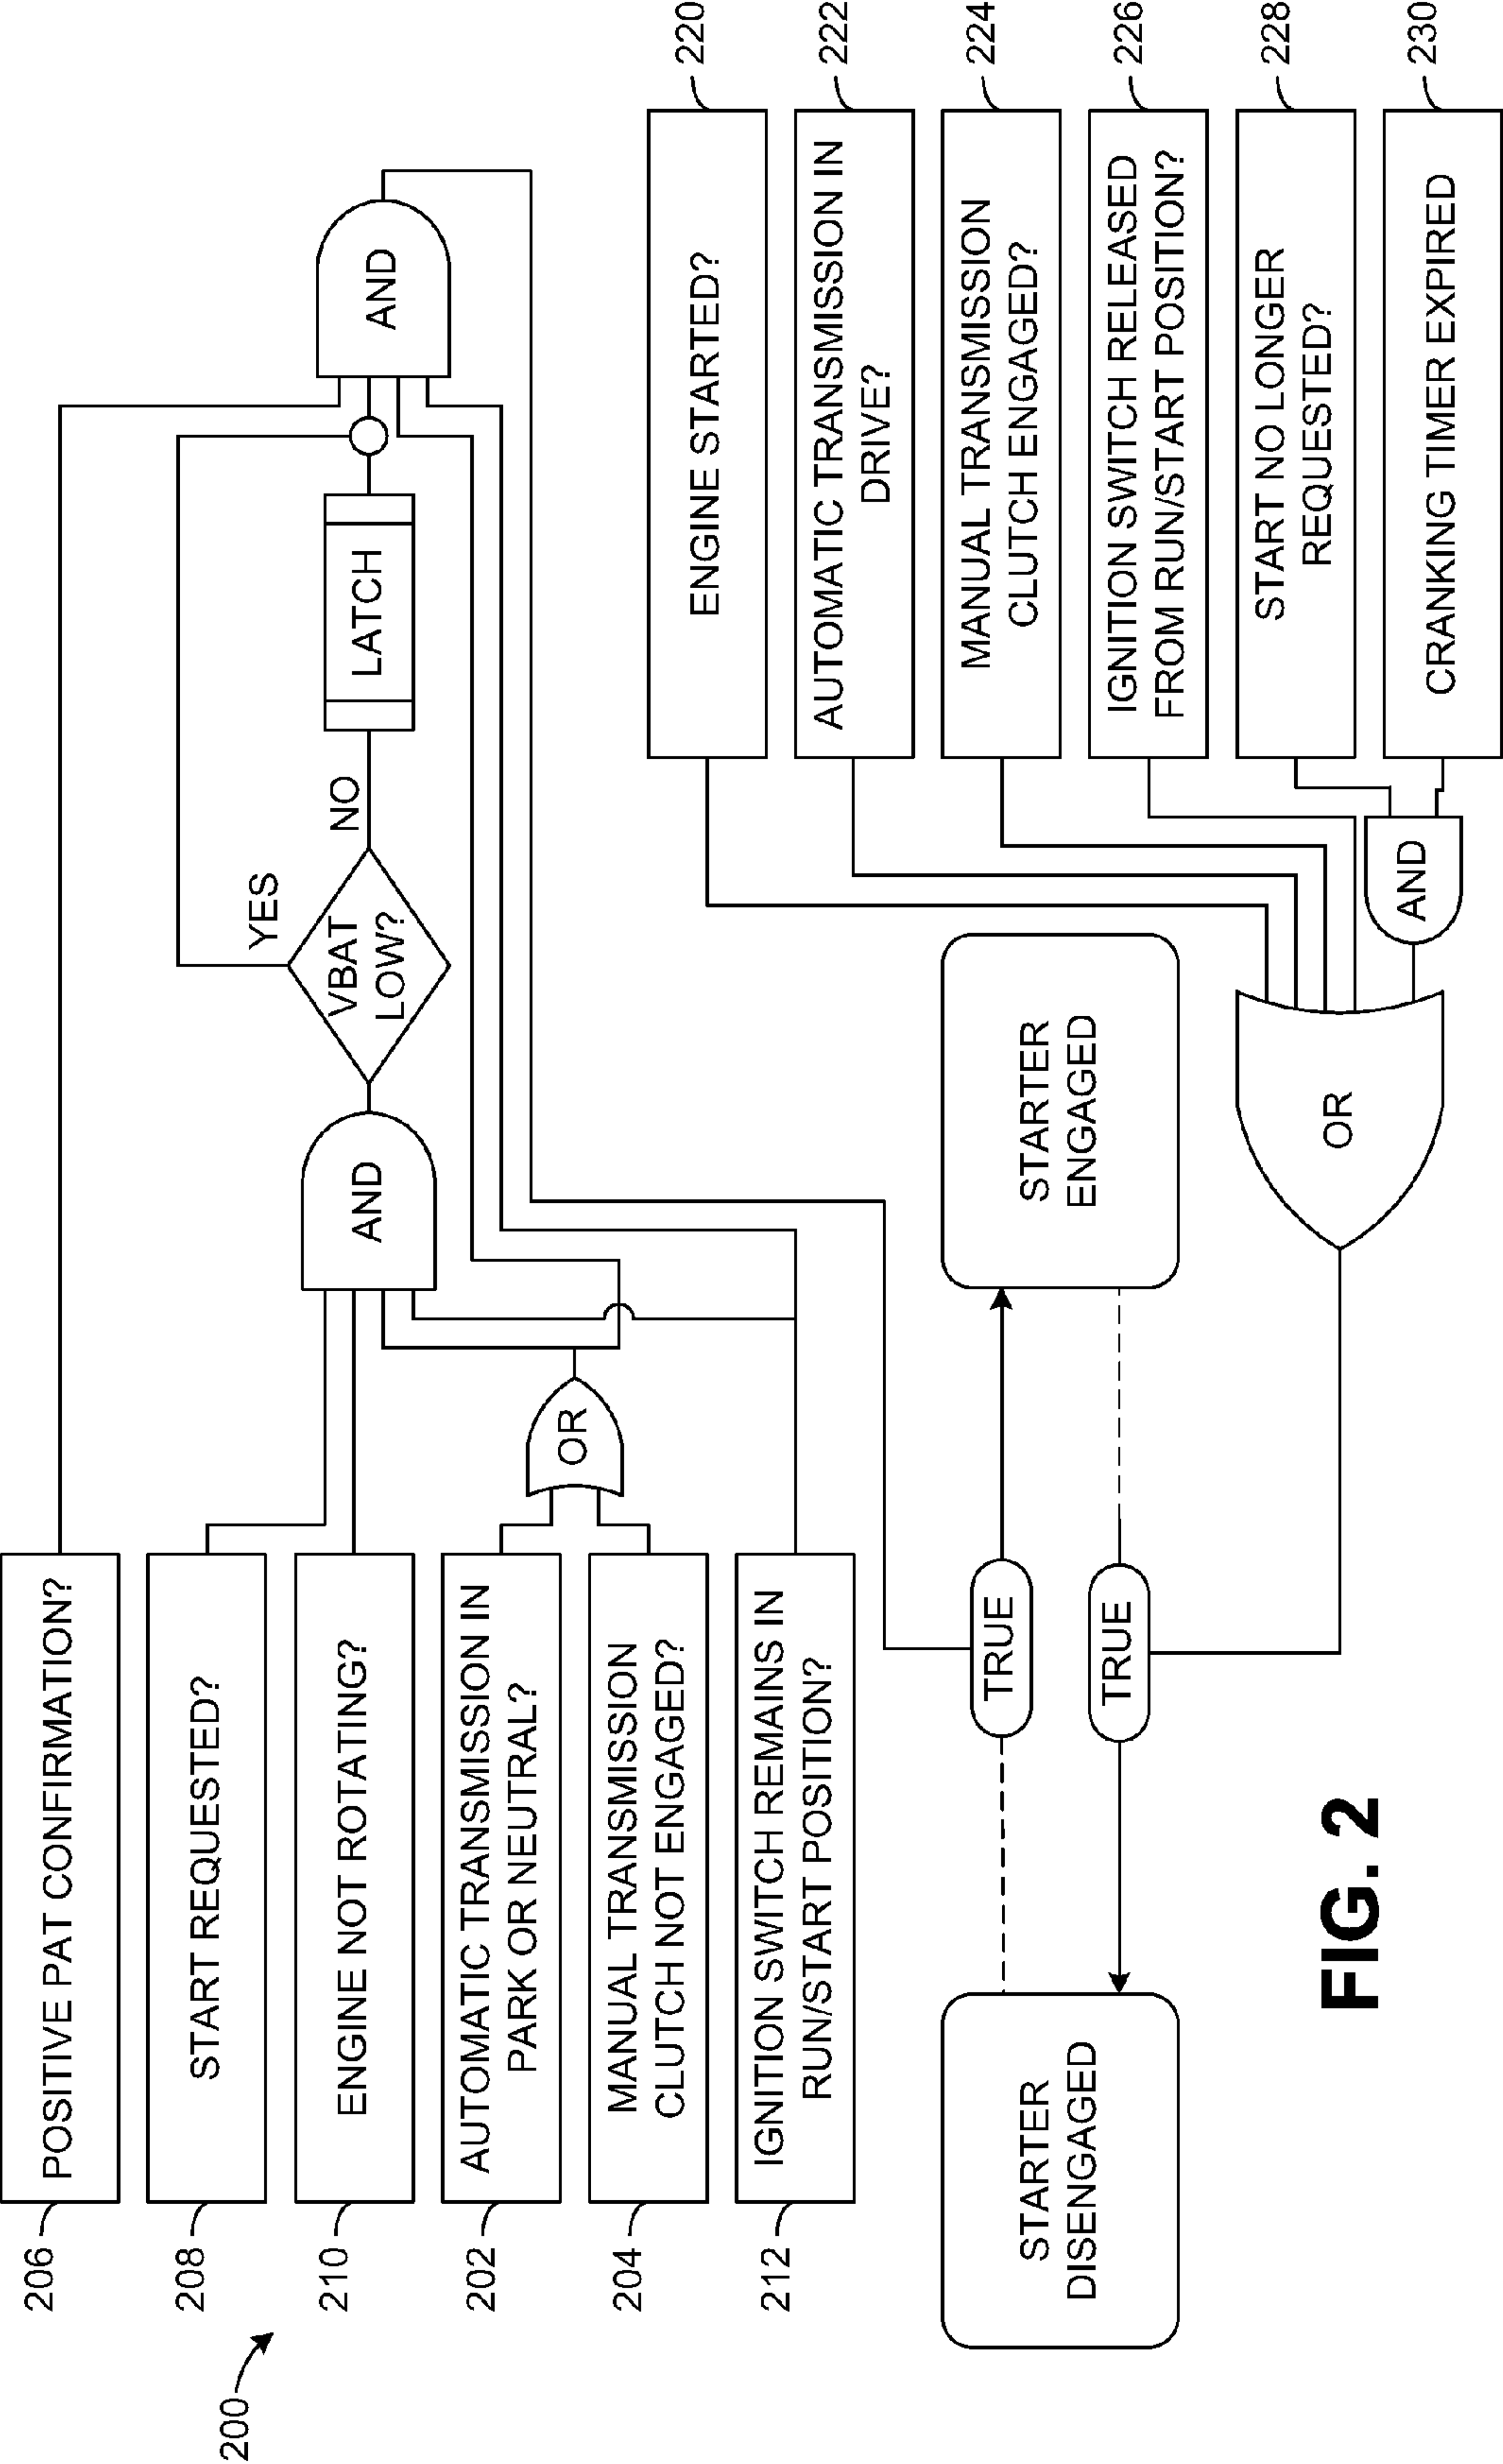 200
206
POSITIVE PAT CONFIRMATION?
208
START REQUESTED?
210
ENGINE NOT ROTATING?
202
AUTOMATIC TRANSMISSION IN
PARK OR NEUTRAL?
204
MANUAL TRANSMISSION
CLUTCH NOT ENGAGED?
212
IGNITION SWITCH REMAINS IN
RUN/START POSITION?
OR
AND
VBAT
LOW?
YES
NO
LATCH
AND
STARTER
DISENGAGED
TRUE
TRUE
STARTER
ENGAGED
OR
AND
ENGINE STARTED?
220
AUTOMATIC TRANSMISSION IN
DRIVE?
222
MANUAL TRANSMISSION
CLUTCH ENGAGED?
224
IGNITION SWITCH RELEASED
FROM RUN/START POSITION?
226
START NO LONGER
REQUESTED?
228
CRANKING TIMER EXPIRED
230
FIG. 2